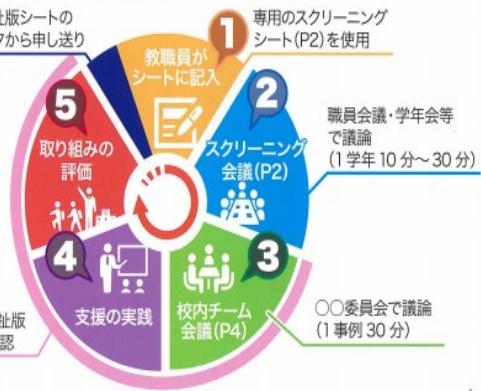 止版シートの
クから申し送り
1
専用のスクリーニング
シート(P2)を使用
教職員が
シートに記入
2
スクリーニング
会議(P2)
職員会議・学年会等
で議論
(1学年10分〜30分)
3
校内チーム
会議(P4)
〇〇委員会で議論
(1事例30分)
4
支援の実践
5
取り組みの
評価
止版
認